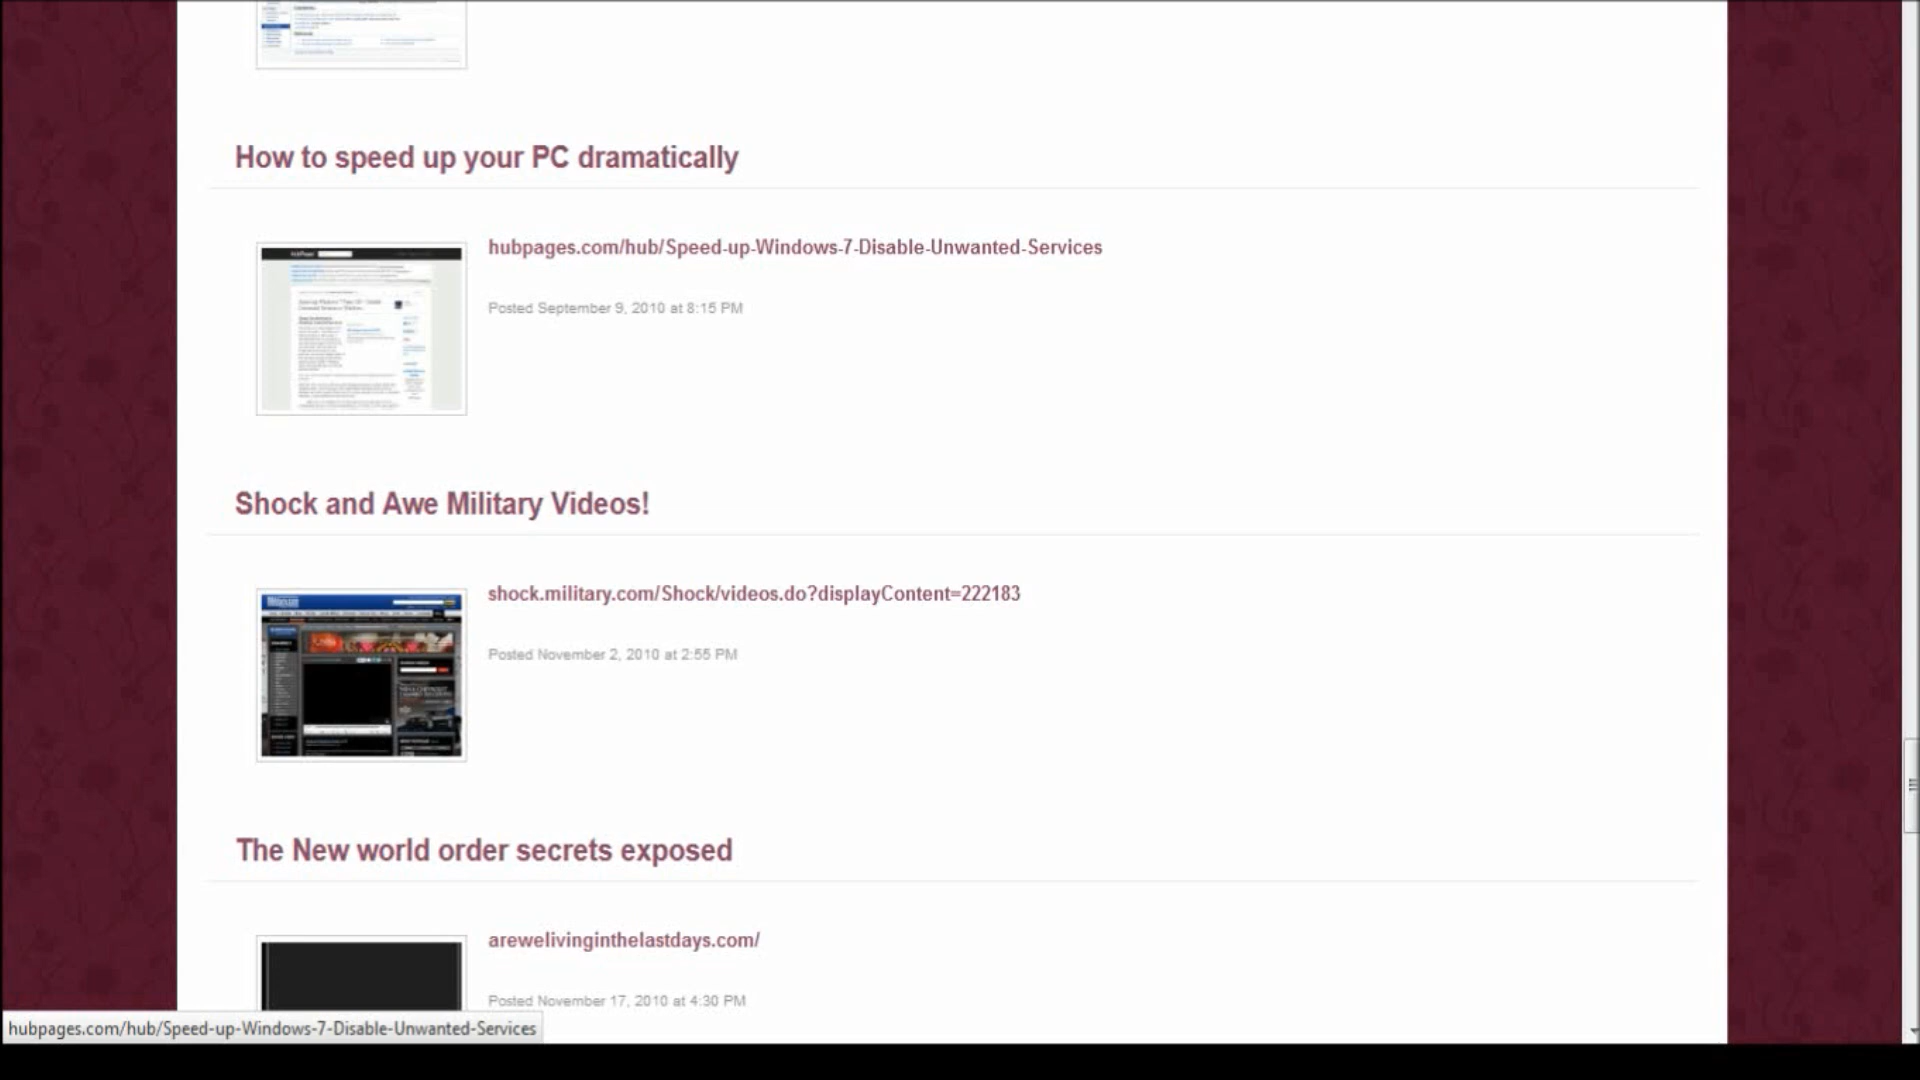 How to speed up your PC dramatically
hubpages.com/hub/Speed-up-Windows-7-Disable-Unwanted-Services
Posted September 9, 2010 at 8:15 PM
Shock and Awe Military Videos!
shock.military.com/Shock/videos.do?displayContent=222183
Posted November 2, 2010 at 2:55 PM
The New world order secrets exposed
arewelivinginthelastdays.com/
Posted November 17, 2010 at 4:30 PM
hubpages.com/hub/Speed-up-Windows-7-Disable-Unwanted-Services